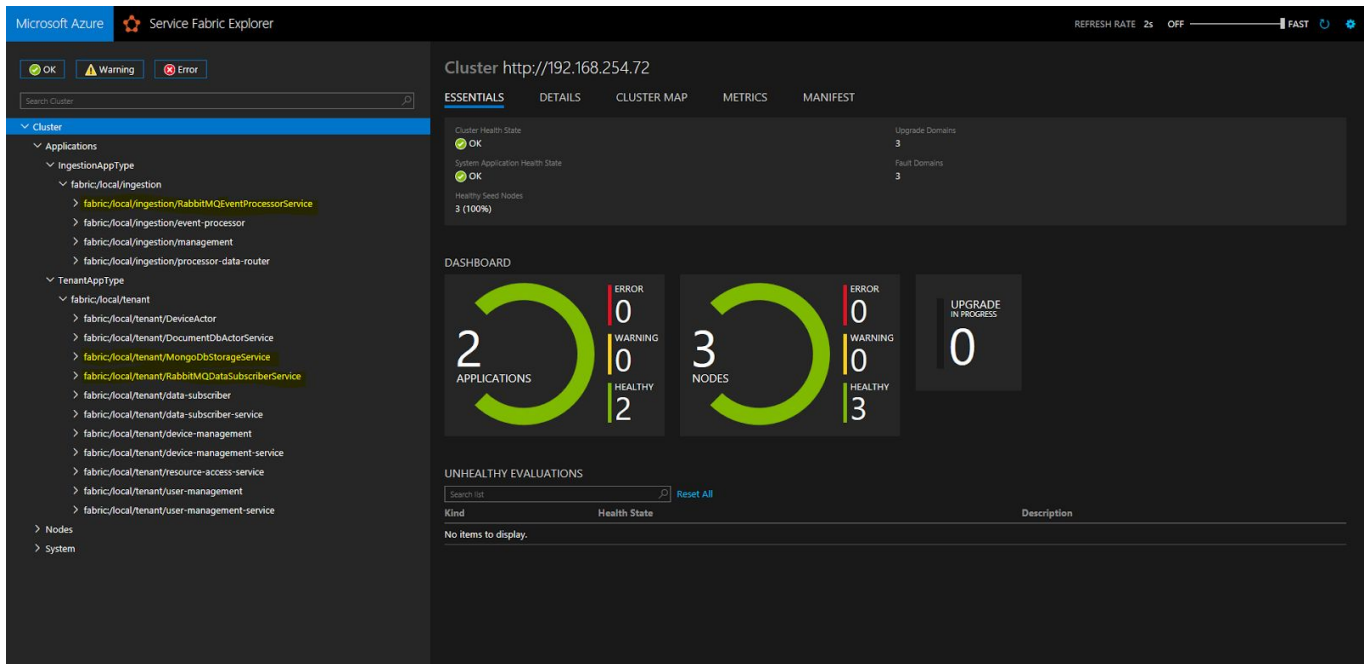 Microsoft Azure Service Fabric Explorer REFRESH RATE 2s OFF FAST
OK Warning Error
Search Cluster
Cluster
Applications
IngestionAppType
fabric:/local/ingestion
fabric:/local/ingestion/RabbitMQEventProcessorService
fabric:/local/ingestion/event-processor
fabric:/local/ingestion/management
fabric:/local/ingestion/processor-data-router
TenantAppType
fabric:/local/tenant
fabric:/local/tenant/DeviceActor
fabric:/local/tenant/DocumentDbActorService
fabric:/local/tenant/MongoDbStorageService
fabric:/local/tenant/RabbitMQDataSubscriberService
fabric:/local/tenant/data-subscriber
fabric:/local/tenant/data-subscriber-service
fabric:/local/tenant/device-management
fabric:/local/tenant/device-management-service
fabric:/local/tenant/resource-access-service
fabric:/local/tenant/user-management
fabric:/local/tenant/user-management-service
Nodes
System
Cluster http://192.168.254.72
ESSENTIALS DETAILS CLUSTER MAP METRICS MANIFEST
Cluster Health State
OK
System Application Health State
OK
Healthy Seed Nodes
3 (100%)
Upgrade Domains
3
Fault Domains
3
DASHBOARD
2
APPLICATIONS
ERROR
0
WARNING
0
HEALTHY
2
3
NODES
ERROR
0
WARNING
0
HEALTHY
3
UPGRADE
IN PROGRESS
0
UNHEALTHY EVALUATIONS
Search list Reset All
Kind Health State Description
No items to display.